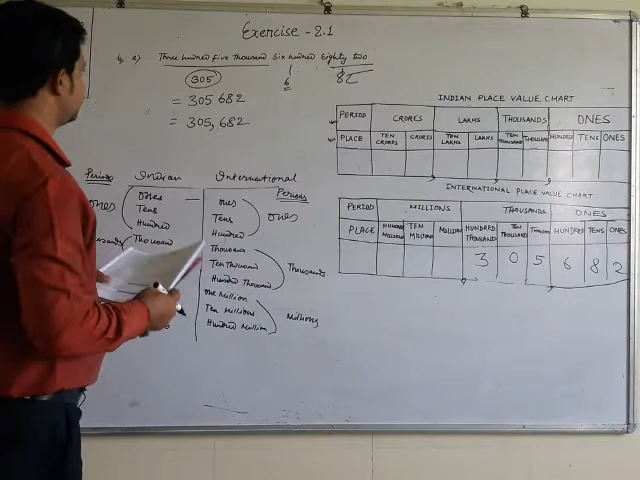 Exercise - 2.1
a) Three hundred five thousand Six hundred Eighty two
305 6 82
= 305 682
= 305,682
Periods Indian International Periods
Ones Ones Ones Ones
Tens Tens
Hundred Hundred
Thousand Thousand Thousands
Ten Thousand
Hundred Thousand
One Million Millions
Ten Millions
Hundred Million
INDIAN PLACE VALUE CHART
PERIOD CRORES LAKHS THOUSANDS ONES
PLACE TEN CRORES CRORES TEN LAKHS LAKHS TEN THOUSAND THOUSAND HUNDRED TENS ONES
INTERNATIONAL PLACE VALUE CHART
PERIOD MILLIONS THOUSANDS ONES
PLACE HUNDRED MILLIONS TEN MILLIONS MILLION HUNDRED THOUSAND TEN THOUSAND THOUSAND HUNDRED TENS ONES
3 0 5 6 8 2